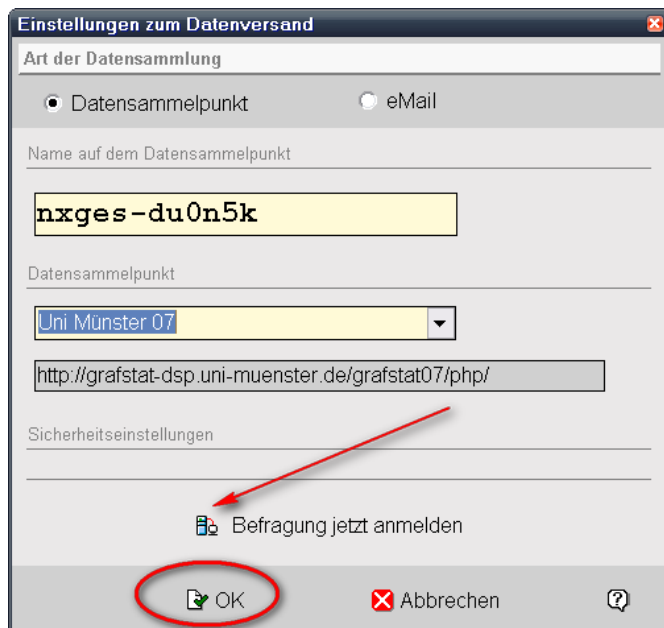 Einstellungen zum Datenversand
Art der Datensammlung
Datensammelpunkt
eMail
Name auf dem Datensammelpunkt
nxges-du0n5k
Datensammelpunkt
Uni Münster 07
http://grafstat-dsp.uni-muenster.de/grafstat07/php/
Sicherheitseinstellungen
Befragung jetzt anmelden
OK
Abbrechen